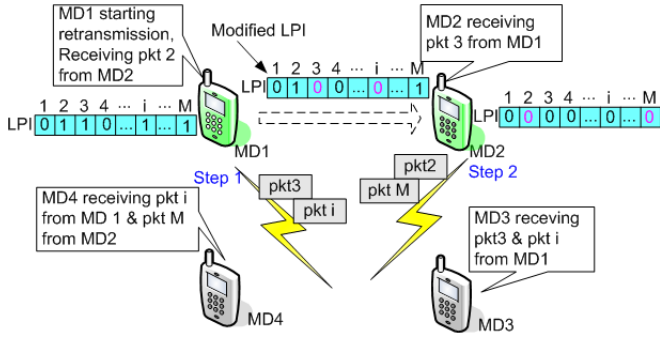 MD1 starting
retransmission,
Receiving pkt 2
from MD2
Modified LPI
MD2 receiving
pkt 3 from MD1
1 2 3 4 ... i ... M
LPI 0 1 1 0 ... 1 ... 1
1 2 3 4 ... i ... M
LPI 0 1 0 0 ... 0 ... 1
1 2 3 4 ... i ... M
LPI 0 0 0 0 ... 0 ... 0
MD1
MD2
Step 1
Step 2
pkt3
pkt i
pkt2
pkt M
MD4 receiving pkt i
from MD 1 & pkt M
from MD2
MD3 receving
pkt3 & pkt i
from MD1
MD4
MD3